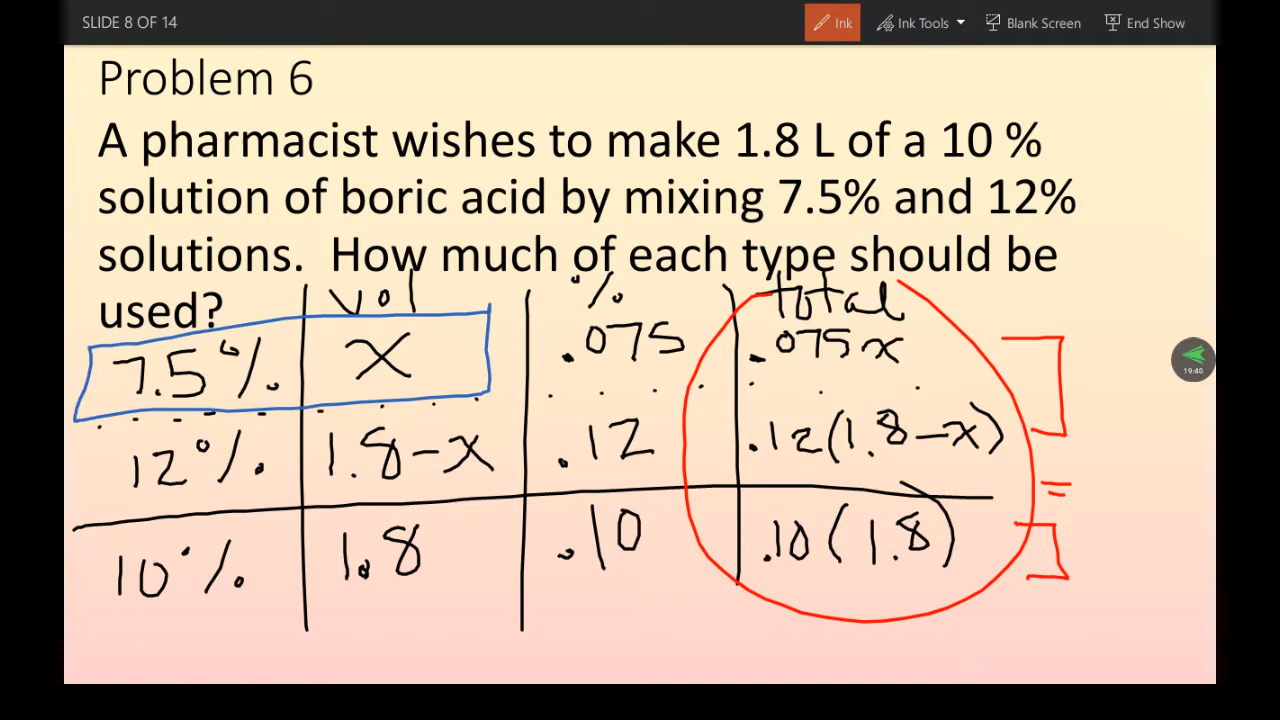 SLIDE 8 OF 14
Ink
Ink Tools
Blank Screen
End Show
Problem 6
A pharmacist wishes to make 1.8 L of a 10 %
solution of boric acid by mixing 7.5% and 12%
solutions. How much of each type should be
used?
vol % total
7.5% x .075 .075x
12% 1.8-x .12 .12(1.8-x)
=
10% 1.8 .10 .10(1.8)
19:40